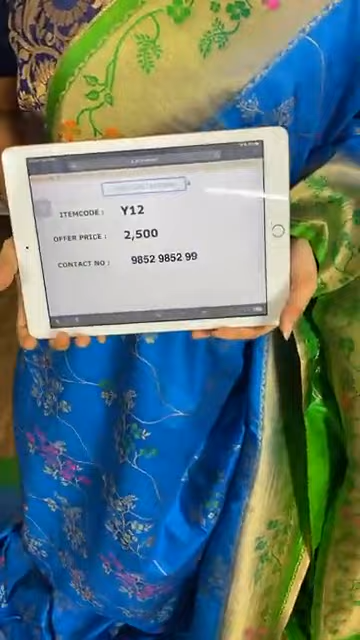 ITEMCODE : Y12
OFFER PRICE : 2,500
CONTACT NO : 9852 9852 99